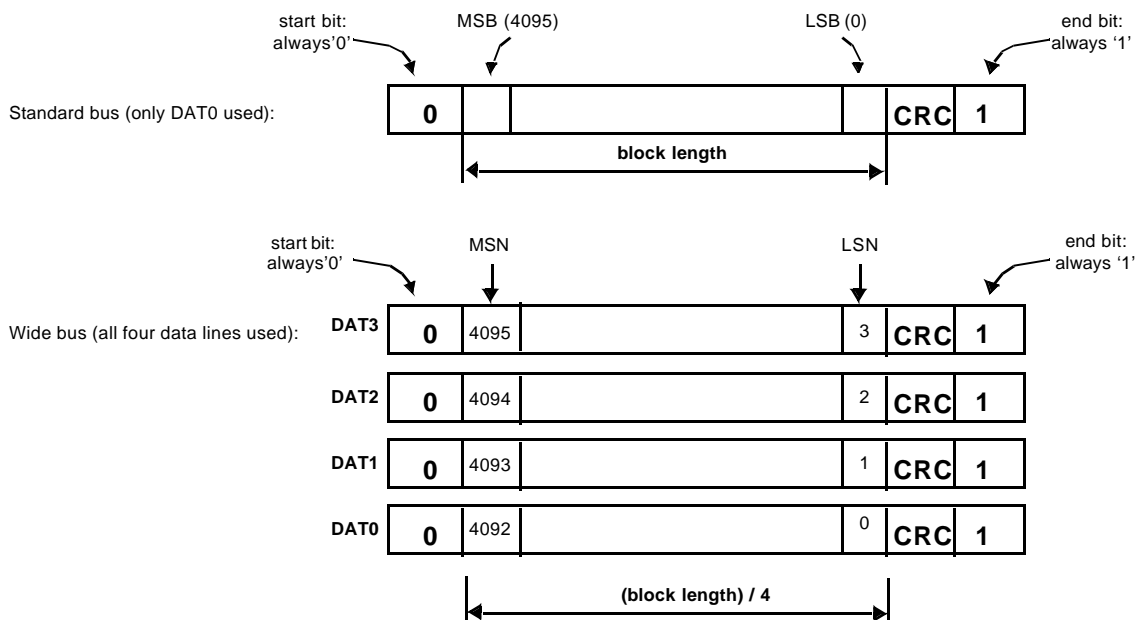 start bit: MSB (4095) LSB (0) end bit:
always'0' always ‘1’
Standard bus (only DAT0 used): 0 CRC 1
block length
start bit: MSN LSN end bit:
always'0' always ‘1’
Wide bus (all four data lines used): DAT3 0 4095 3 CRC 1
DAT2 0 4094 2 CRC 1
DAT1 0 4093 1 CRC 1
DAT0 0 4092 0 CRC 1
(block length) / 4